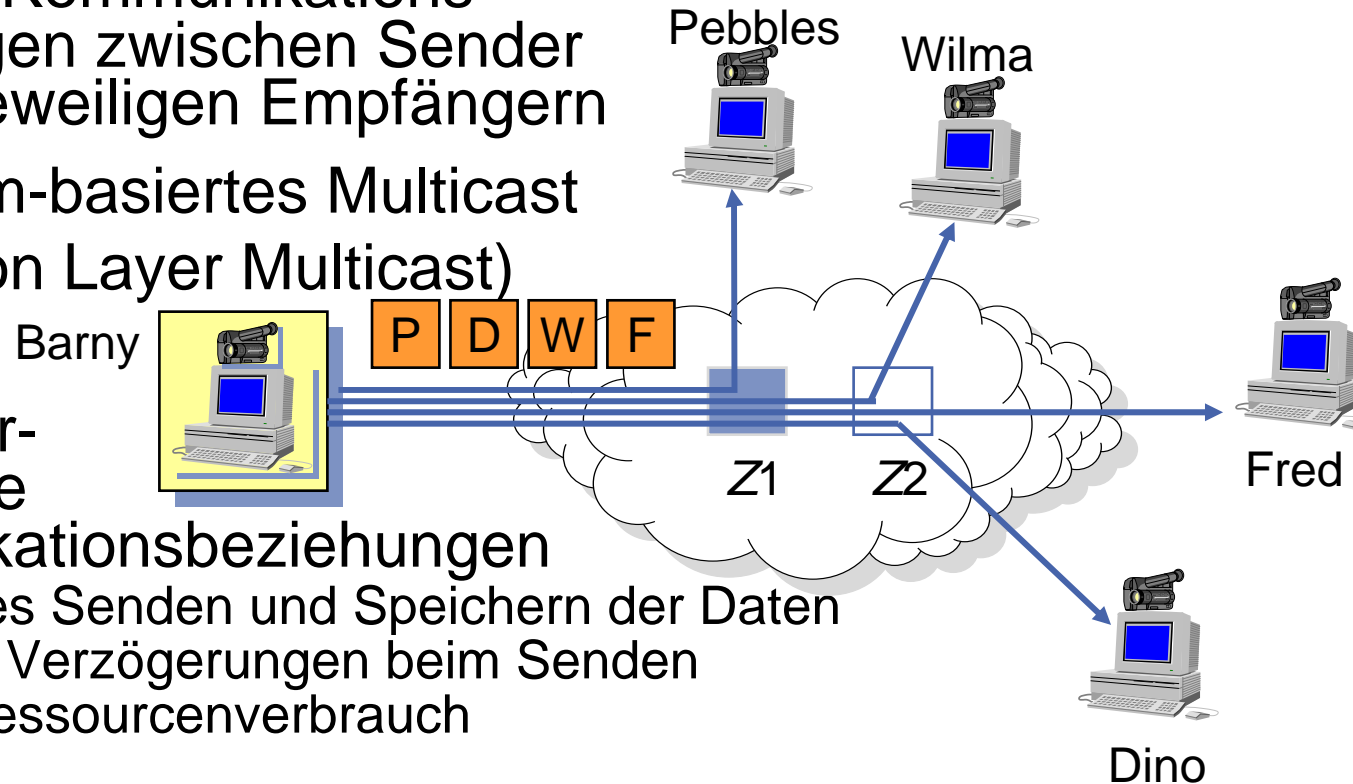 Kommunikations
gen zwischen Sender
eweiligen Empfängern
m-basiertes Multicast
on Layer Multicast)
Pebbles
Wilma
Barny
P D W F
r-
e
Z1 Z2
Fred
kationsbeziehungen
es Senden und Speichern der Daten
Verzögerungen beim Senden
essourcenverbrauch
Dino